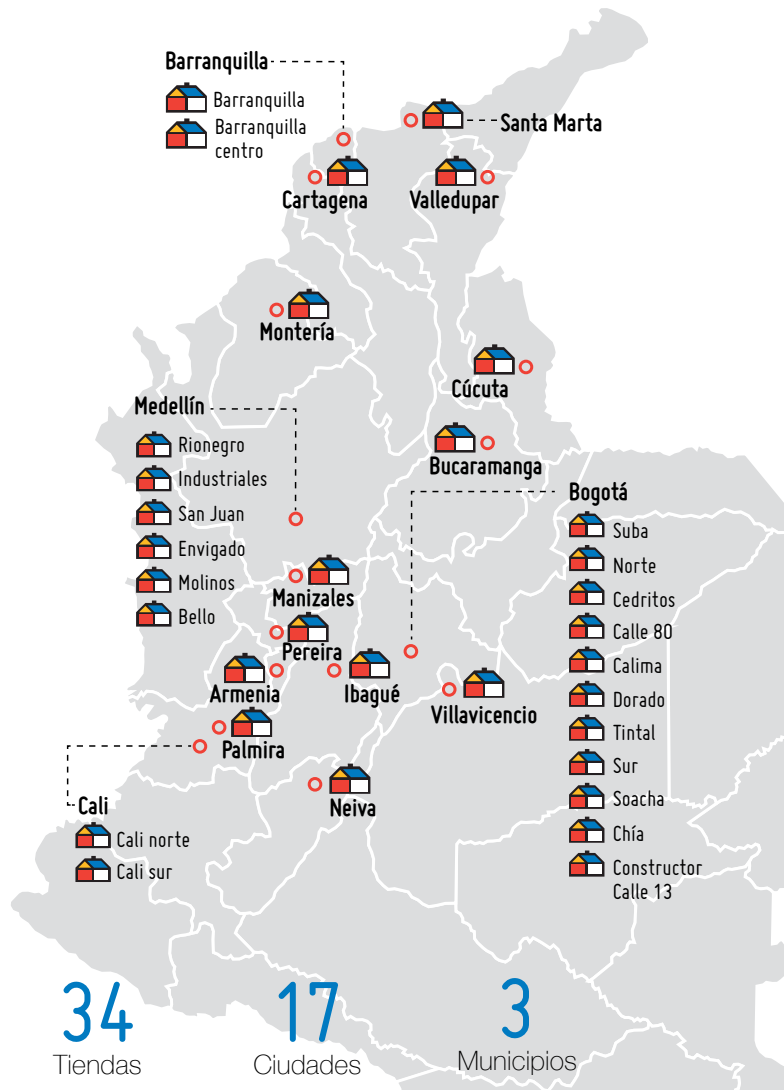 Barranquilla
Barranquilla
Barranquilla
centro
Santa Marta
Cartagena
Valledupar
Montería
Cúcuta
Bucaramanga
Medellín
Rionegro
Industriales
San Juan
Envigado
Molinos
Bello
Manizales
Pereira
Armenia
Ibagué
Villavicencio
Palmira
Neiva
Bogotá
Suba
Norte
Cedritos
Calle 80
Calima
Dorado
Tintal
Sur
Soacha
Chía
Constructor
Calle 13
Cali
Cali norte
Cali sur
34
Tiendas
17
Ciudades
3
Municipios